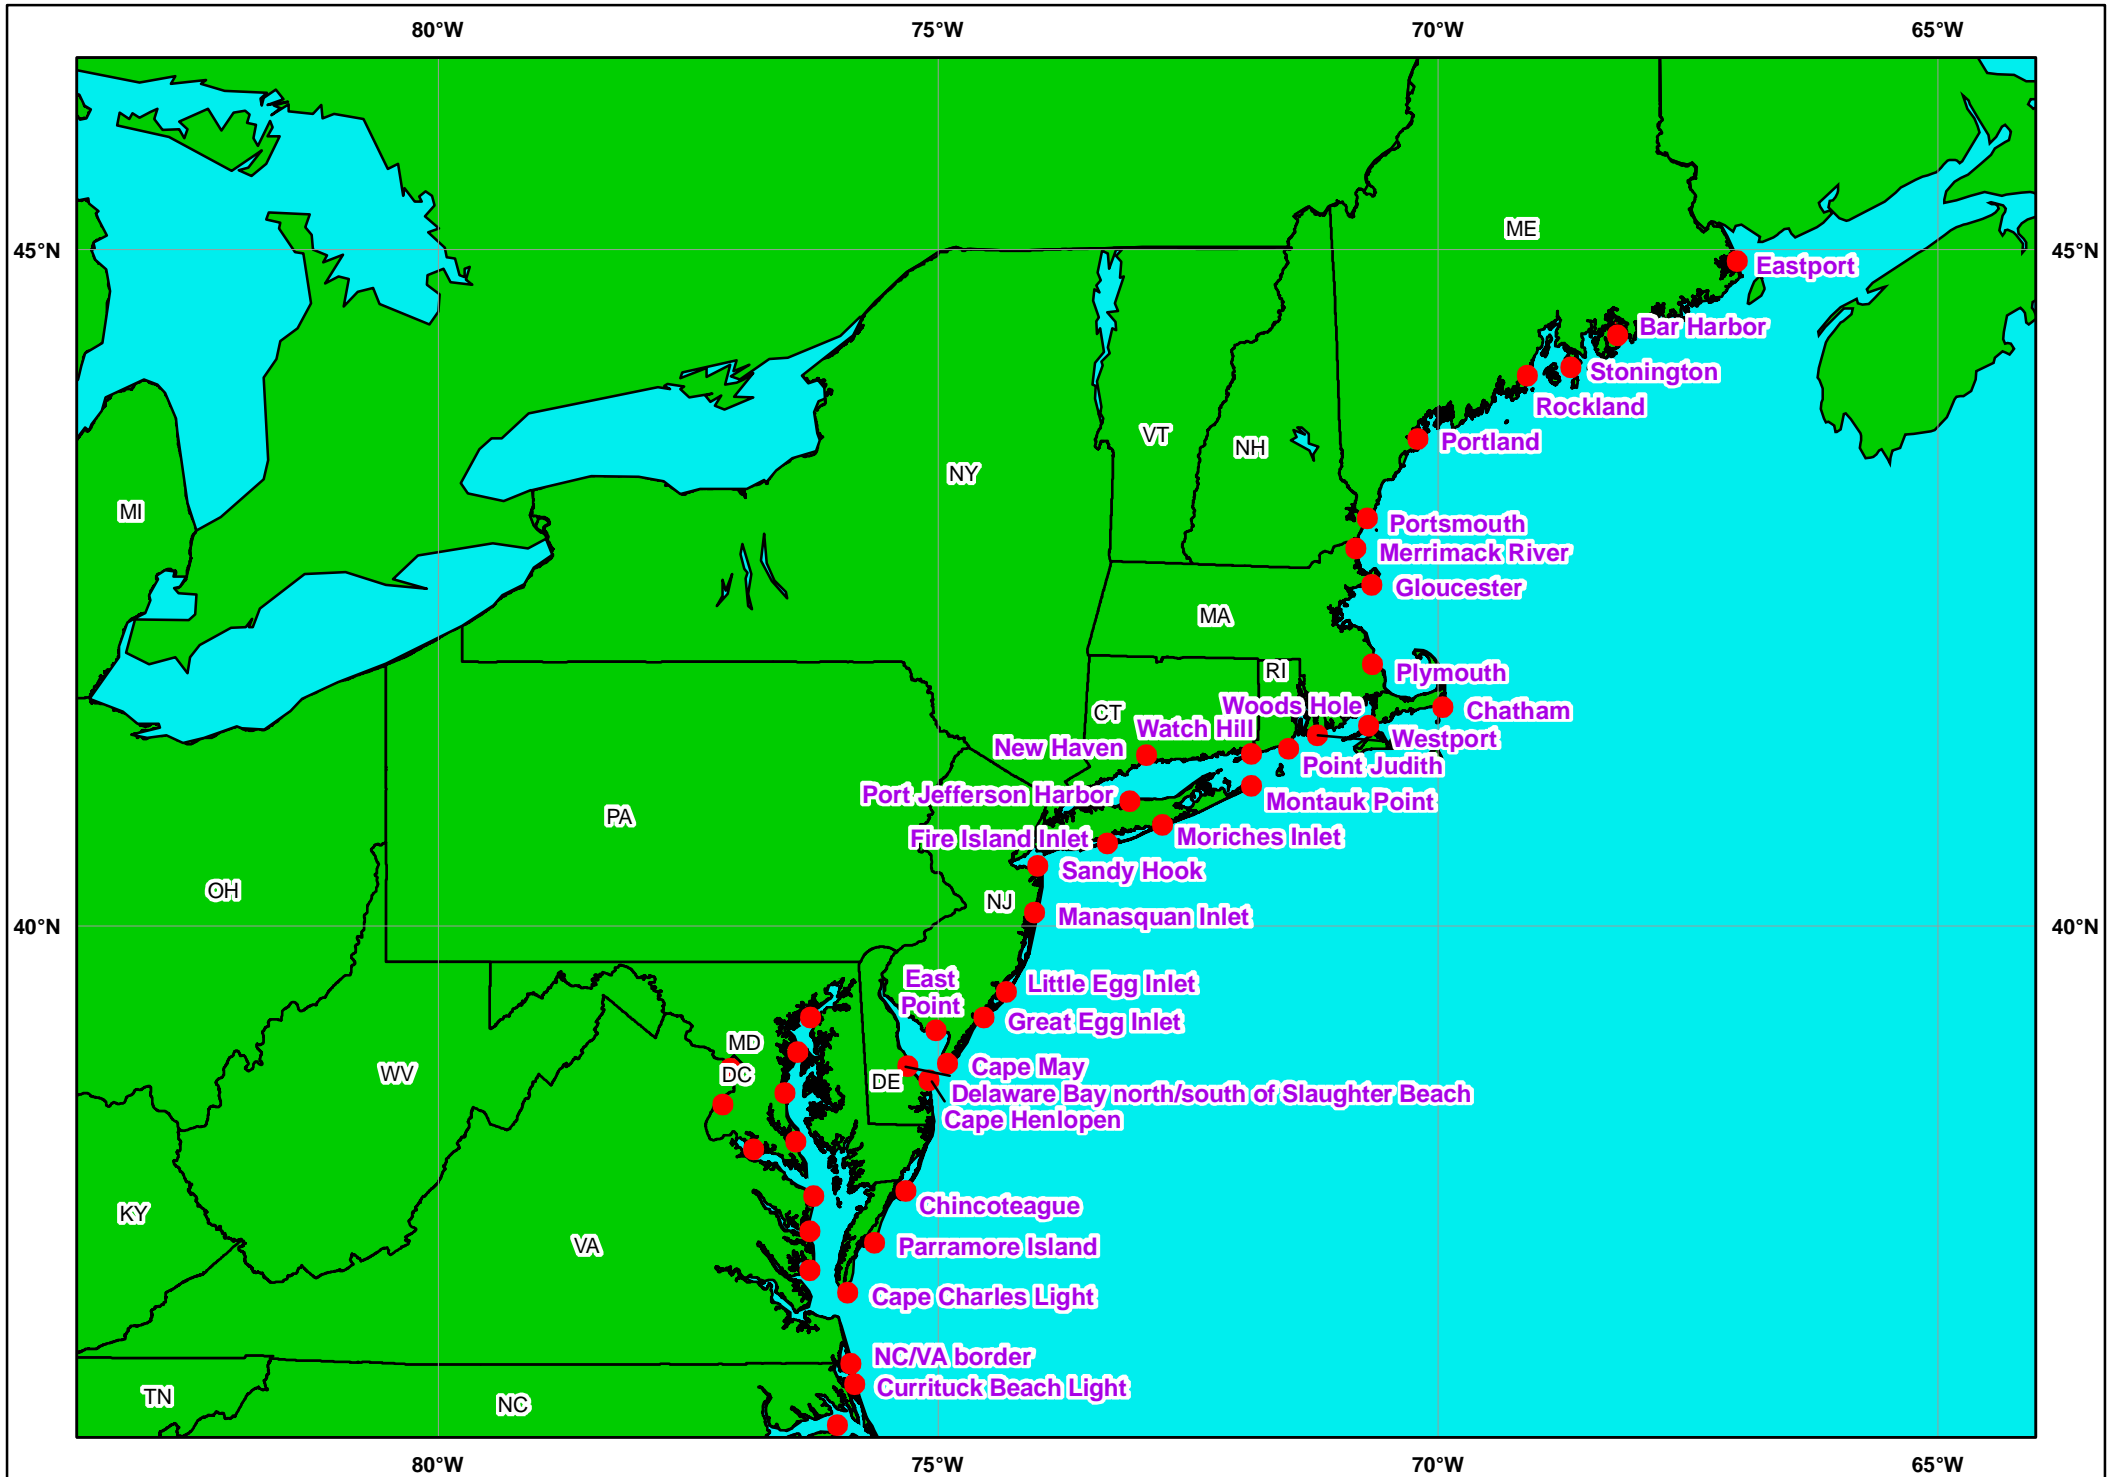 80°W 75°W 70°W 65°W
ME
45°N 45°N
Eastport
Bar Harbor
Stonington
Rockland
VT
NH
Portland
NY
MI
Portsmouth
Merrimack River
Gloucester
MA
RI
Plymouth
CT
Woods Hole
Chatham
Watch Hill
Westport
New Haven
Point Judith
Port Jefferson Harbor
Montauk Point
PA
Fire Island Inlet
Moriches Inlet
Sandy Hook
OH
NJ
Manasquan Inlet
40°N 40°N
East
Point
Little Egg Inlet
Great Egg Inlet
MD
Cape May
WV
DC
DE
Delaware Bay north/south of Slaughter Beach
Cape Henlopen
Chincoteague
KY
VA
Parramore Island
Cape Charles Light
NC/VA border
Currituck Beach Light
TN
NC
80°W 75°W 70°W 65°W